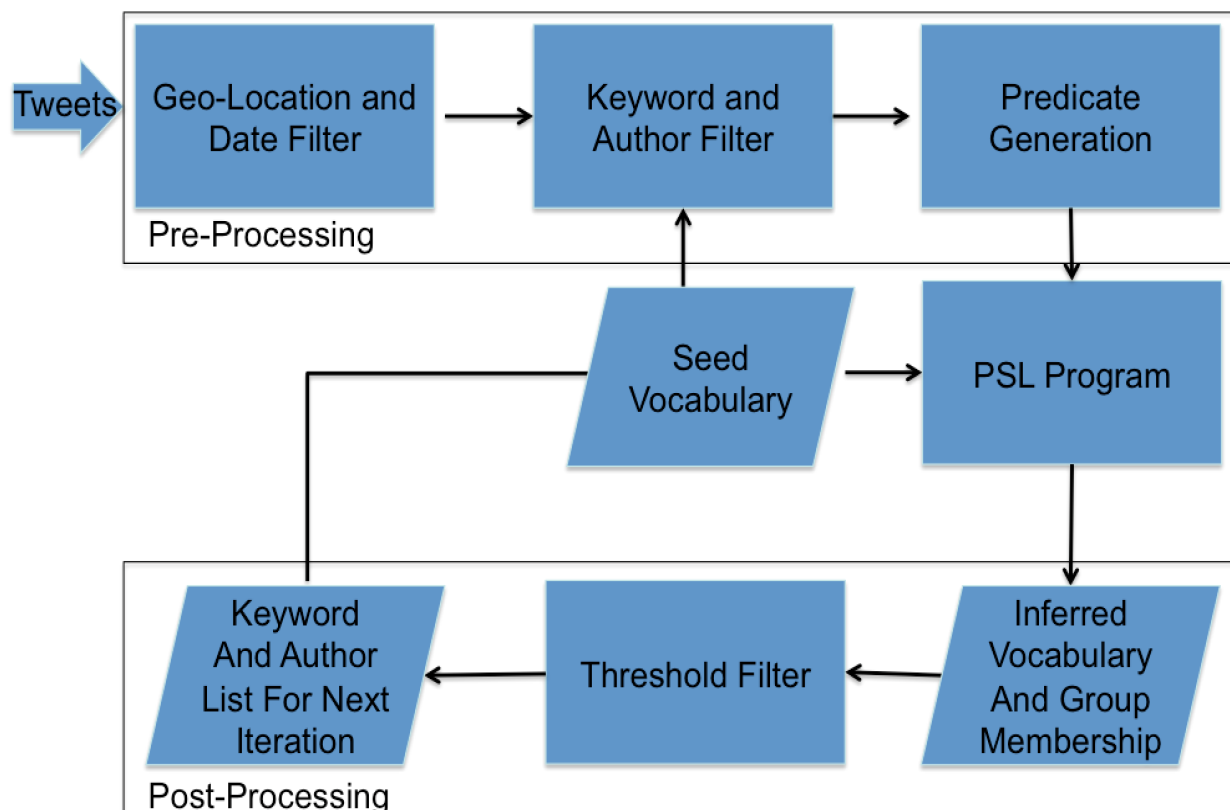 Tweets
Geo-Location and
Date Filter
Keyword and
Author Filter
Predicate
Generation
Pre-Processing
Seed
Vocabulary
PSL Program
Keyword
And Author
List For Next
Iteration
Threshold Filter
Inferred
Vocabulary
And Group
Membership
Post-Processing